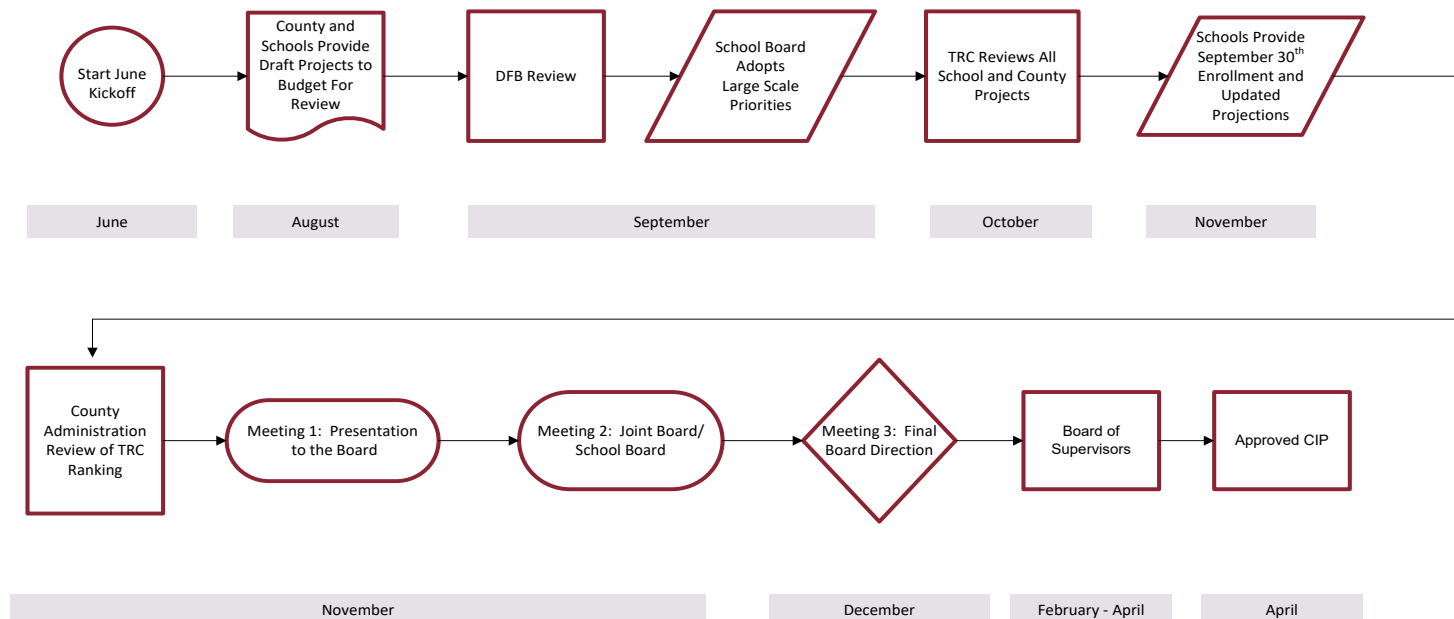 Start June
Kickoff
County and
Schools Provide
Draft Projects to
Budget For
Review
DFB Review
School Board
Adopts
Large Scale
Priorities
TRC Reviews All
School and County
Projects
Schools Provide
September 30th
Enrollment and
Updated
Projections
June
August
September
October
November
County
Administration
Review of TRC
Ranking
Meeting 1: Presentation
to the Board
Meeting 2: Joint Board/
School Board
Meeting 3: Final
Board Direction
Board of
Supervisors
Approved CIP
November
December
February - April
April